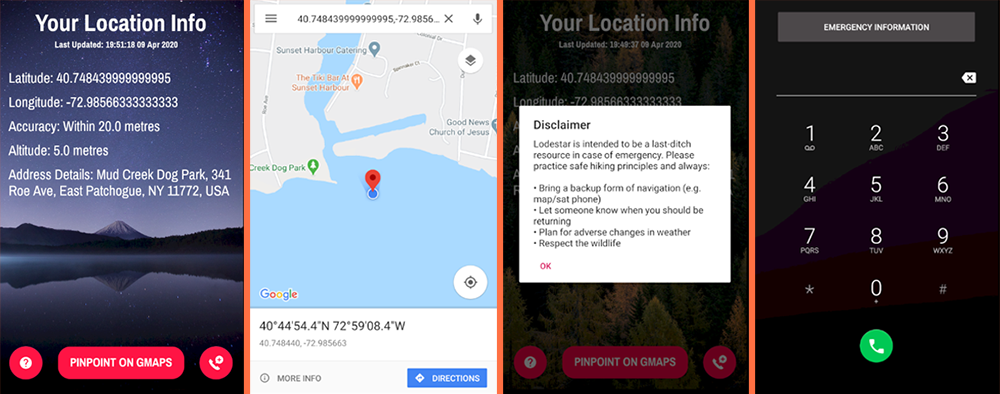 Your Location Info
Last Updated: 19:51:18 09 Apr 2020
Latitude: 40.748439999999995
Longitude: -72.98566333333333
Accuracy: Within 20.0 metres
Altitude: 5.0 metres
Address Details: Mud Creek Dog Park, 341
Roe Ave, East Patchogue, NY 11772, USA
?
PINPOINT ON GMAPS
40.748439999999995,-72.9856...
Sunset Harbour Catering
The Tiki Bar At
Sunset Harbour
Good News
Church of Jesus
Creek Dog Park
Google
40°44'54.4"N 72°59'08.4"W
40.748440, -72.985663
MORE INFO
DIRECTIONS
Your Location Info
Last Updated: 19:49:37 09 Apr 2020
Latitude: 40.748439999999995
Longitude: -72.98566333333333
Disclaimer
Lodestar is intended to be a last-ditch
resource in case of emergency. Please
practice safe hiking principles and always:
• Bring a backup form of navigation (e.g.
map/sat phone)
• Let someone know when you should be
returning
• Plan for adverse changes in weather
• Respect the wildlife
OK
?
PINPOINT ON GMAPS
EMERGENCY INFORMATION
1 2 3
ABC DEF
4 5 6
GHI JKL MNO
7 8 9
PQRS TUV WXYZ
* 0 #
+